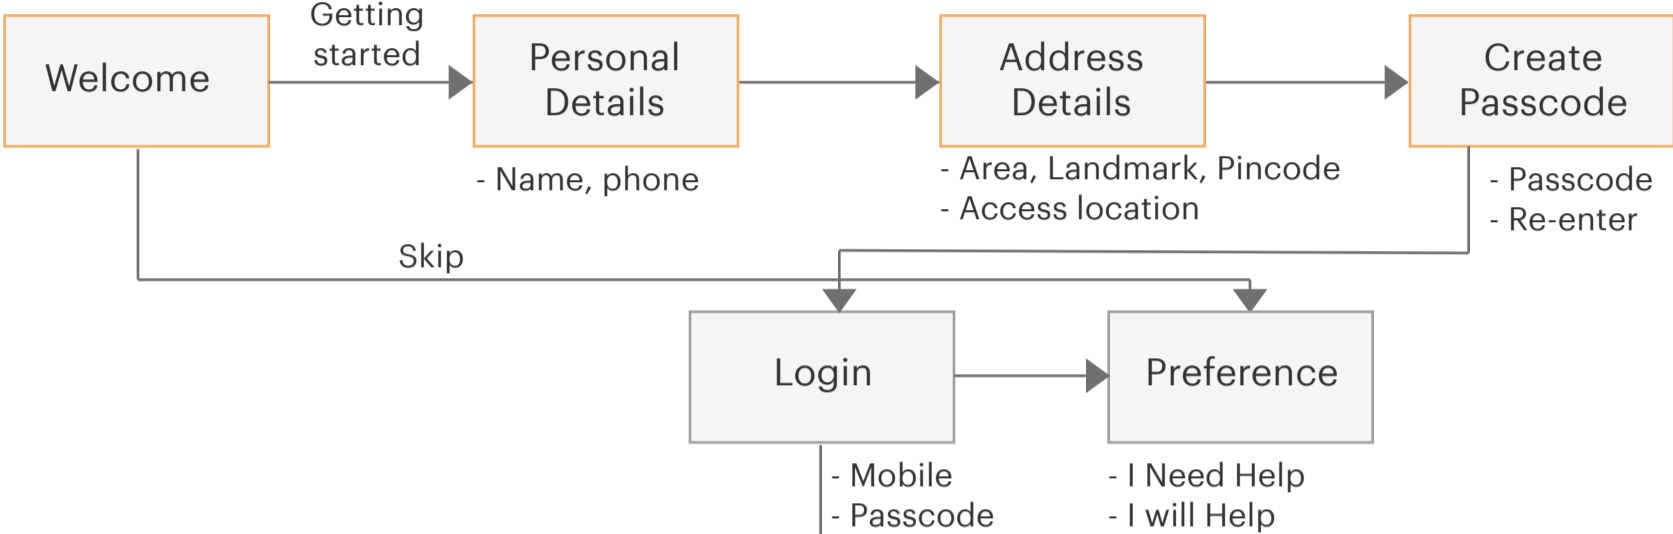 Getting
started
Welcome
Personal
Details
Address
Details
Create
Passcode
- Name, phone
- Area, Landmark, Pincode
- Access location
- Passcode
- Re-enter
Skip
Login
Preference
- Mobile
- Passcode
- I Need Help
- I will Help